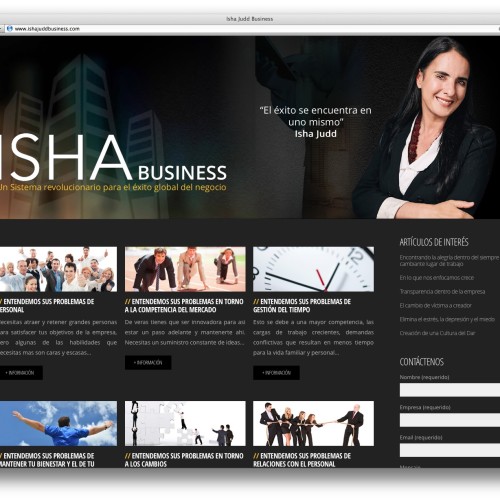 Isha Judd Business
www.ishajuddbusiness.com
“El éxito se encuentra en
uno mismo”
Isha Judd
ISHA BUSINESS
Un Sistema revolucionario para el éxito global del negocio
// ENTENDEMOS SUS PROBLEMAS DE
PERSONAL
Necesitas atraer y retener grandes personas
para satisfacer tus objetivos de empresa,
pero algunas de las habilidades que
necesitas mas son caras y escasas...
+ INFORMACIÓN
// ENTENDEMOS SUS PROBLEMAS EN TORNO
A LA COMPETENCIA DEL MERCADO
De veras tienes que ser innovadora para asi
estar un paso adelante y mantenerte ahi.
Necesitas un suministro constante de ideas...
+ INFORMACIÓN
// ENTENDEMOS SUS PROBLEMAS DE
GESTIÓN DEL TIEMPO
Esto se debe a una mayor competencia, las
cargas de trabajo crecientes, demandas
conflictivas que resultan en menos tiempo
para la vida familiar y personal...
+ INFORMACIÓN
ARTÍCULOS DE INTERÉS
Encontrando la alegría dentro del siempre
cambiante lugar de trabajo
En lo que nos enfocamos crece
Transparencia dentro de la empresa
El cambio de Víctima a creador
Elimina el estrés, la depresión y el miedo
Creación de una Cultura del Dar
CONTÁCTENOS
Nombre (requerido)
Empresa (requerido)
Email (requerido)
Mensaje
// ENTENDEMOS SUS PROBLEMAS DE
MANTENER TU BIENESTAR Y EL DE TU
// ENTENDEMOS SUS PROBLEMAS EN TORNO
A LOS CAMBIOS
// ENTENDEMOS SUS PROBLEMAS DE
RELACIONES CON EL PERSONAL